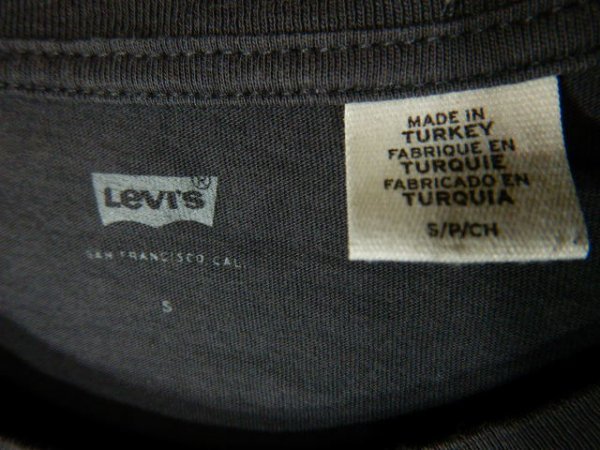 Levi's®
SAN FRANCISCO CAL.
S
MADE IN
TURKEY
FABRIQUE EN
TURQUIE
FABRICADO EN
TURQUIA
S/P/CH